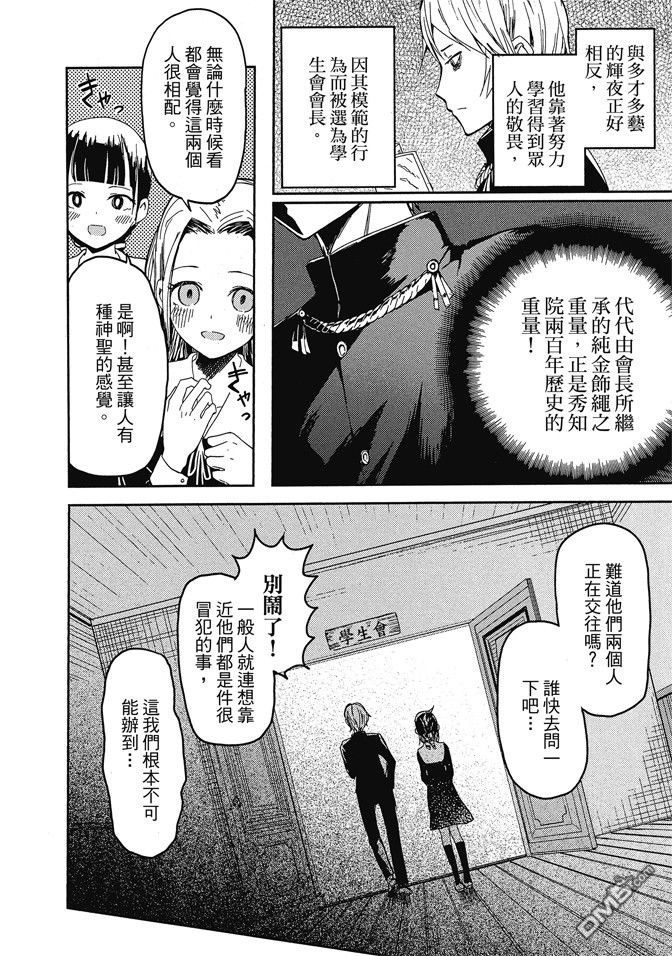 與多才多藝
的輝夜正好
相反，
他靠著努力
學習得到眾
人的敬畏，
因其模範的行
為而被選為學
生會會長。
代代由會長所繼
承的純金飾繩之
重量，正是秀知
院兩百年歷史的
重量！
無論什麼時候看
都會覺得這兩個
人很相配。
きゃっ
是啊！甚至讓人有
種神聖的感覺。
きゃっ
難道他們兩個人
正在交往嗎？
誰快去問一
下吧…
學生會
別鬧了！
一般人就連想靠
近他們都是件很
冒犯的事，
這我們根本不可
能辦到…
DM5.com